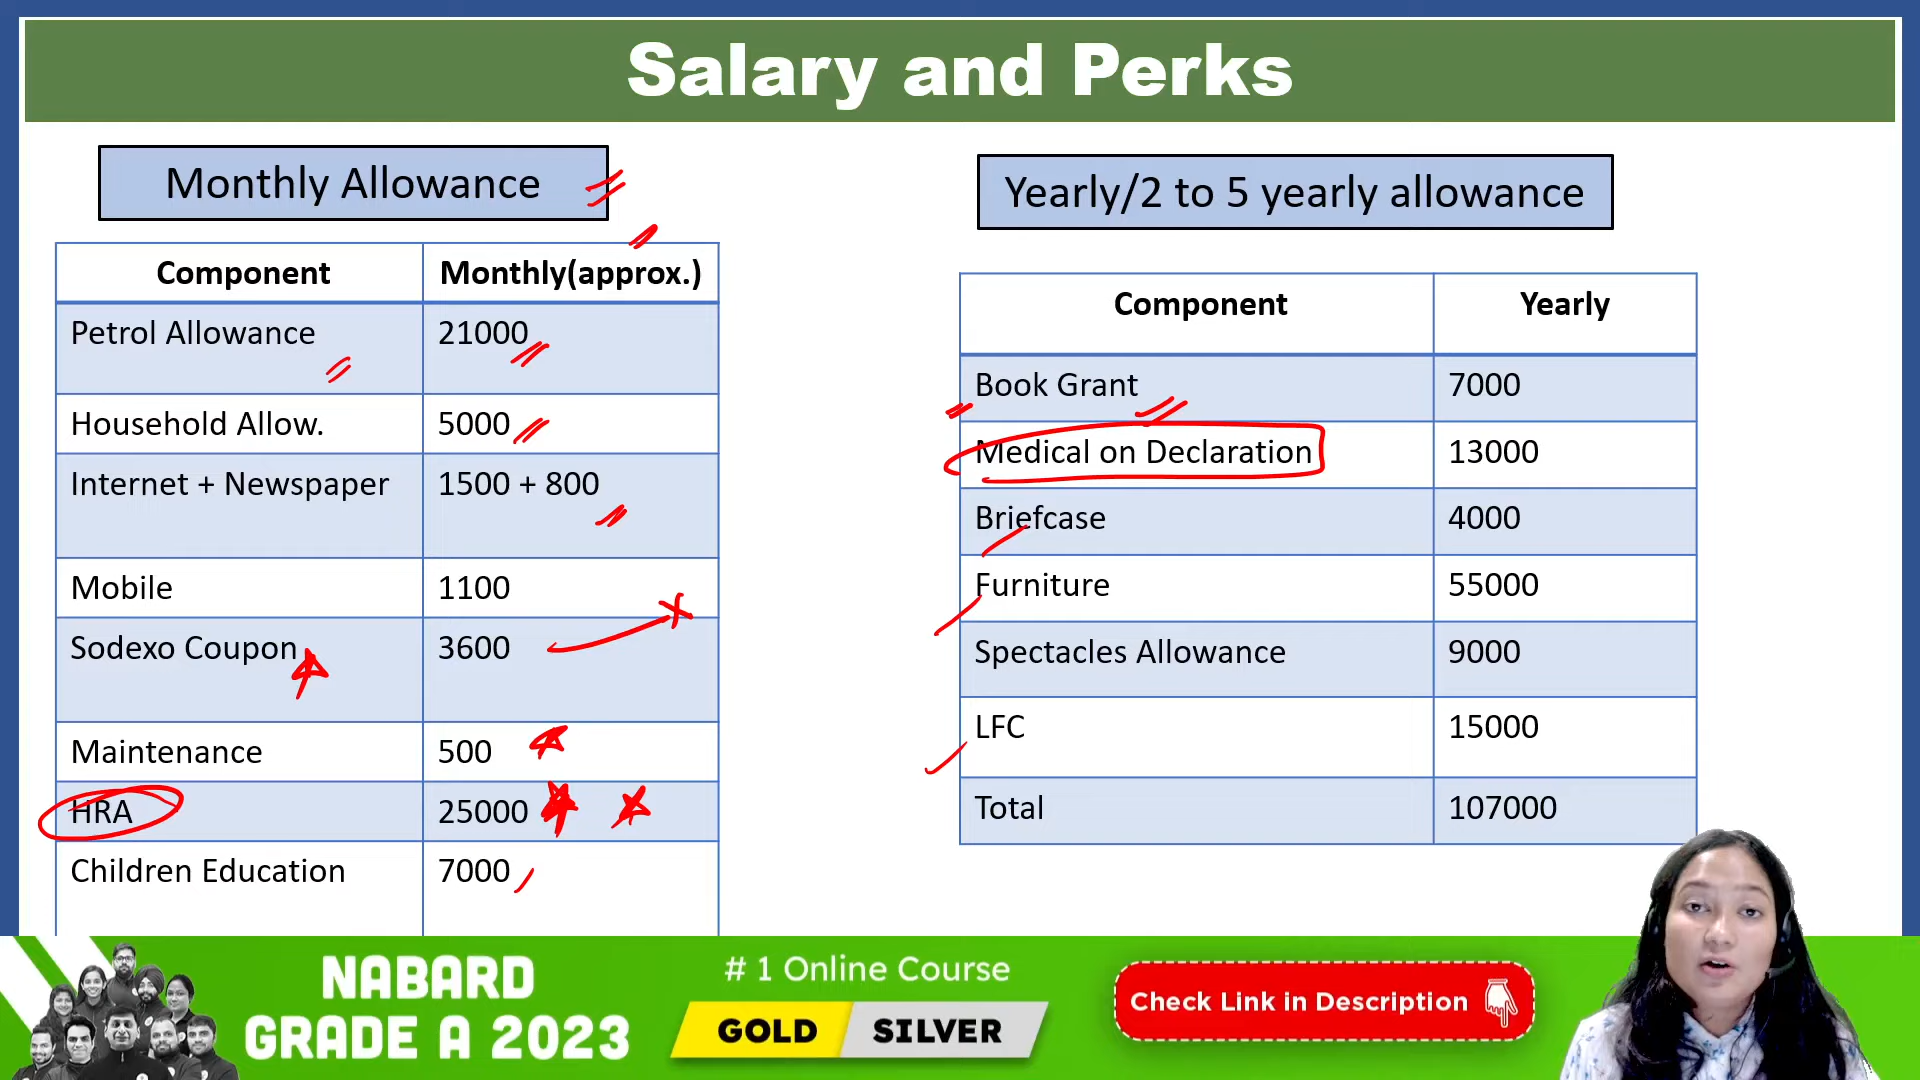 Salary and Perks
Monthly Allowance
Component Monthly(approx.)
Petrol Allowance 21000
Household Allow. 5000
Internet + Newspaper 1500 + 800
Mobile 1100
Sodexo Coupon 3600
Maintenance 500
HRA 25000
Children Education 7000
Yearly/2 to 5 yearly allowance
Component Yearly
Book Grant 7000
Medical on Declaration 13000
Briefcase 4000
Furniture 55000
Spectacles Allowance 9000
LFC 15000
Total 107000
NABARD
GRADE A 2023
# 1 Online Course
GOLD SILVER
Check Link in Description